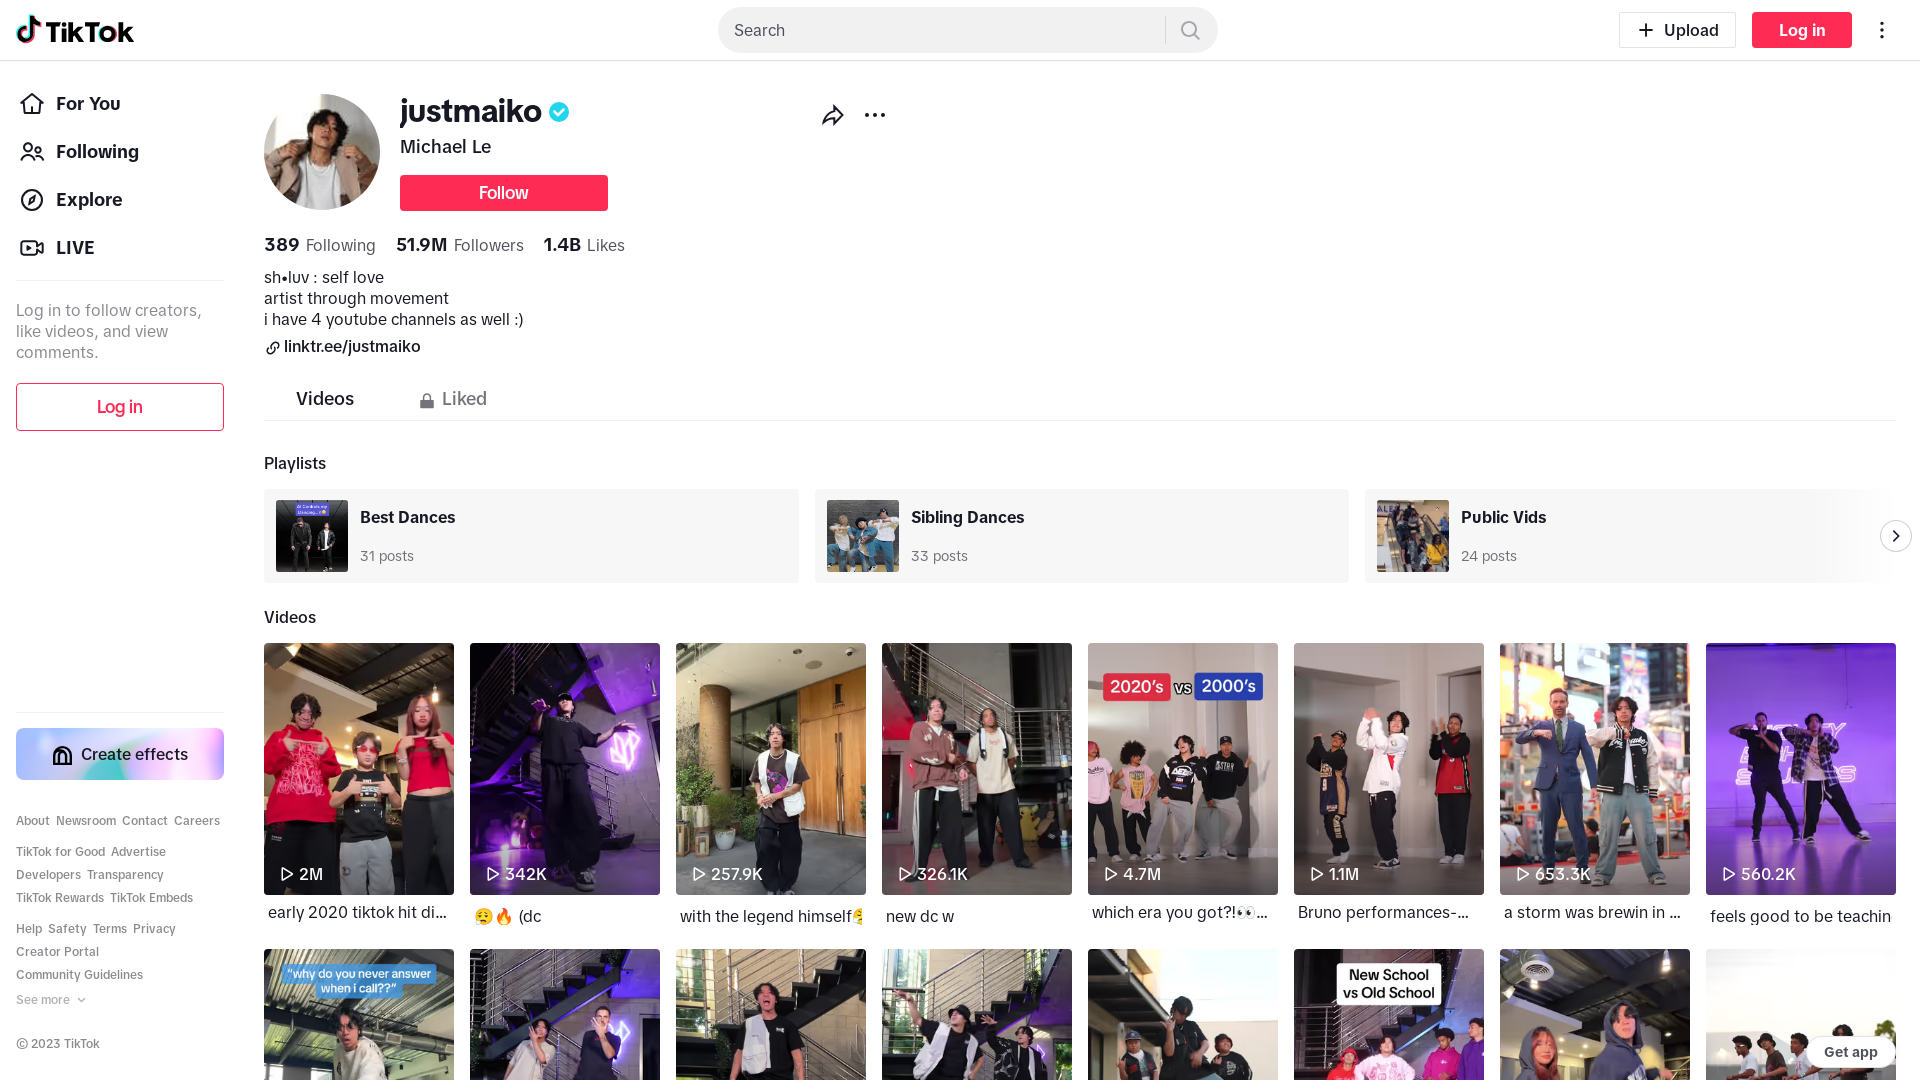 TikTok
Search
Upload
Log in
For You
Following
Explore
LIVE
Log in to follow creators,
like videos, and view
comments.
Log in
Create effects
About Newsroom Contact Careers
TikTok for Good Advertise
Developers Transparency
TikTok Rewards TikTok Embeds
Help Safety Terms Privacy
Creator Portal
Community Guidelines
See more
© 2023 TikTok
justmaiko
Michael Le
Follow
389 Following 51.9M Followers 1.4B Likes
sh•luv : self love
artist through movement
i have 4 youtube channels as well :)
linktr.ee/justmaiko
Videos
Liked
Playlists
Best Dances
31 posts
Sibling Dances
33 posts
Public Vids
24 posts
Videos
2020's vs 2000's
2M
342K
257.9K
326.1K
4.7M
1.1M
653.3K
560.2K
early 2020 tiktok hit di...
😮‍💨🔥 (dc
with the legend himself
new dc w
which era you got?!👀...
Bruno performances-...
a storm was brewin in ...
feels good to be teachin
"why do you never answer
when i call??"
New School
vs Old School
Get app